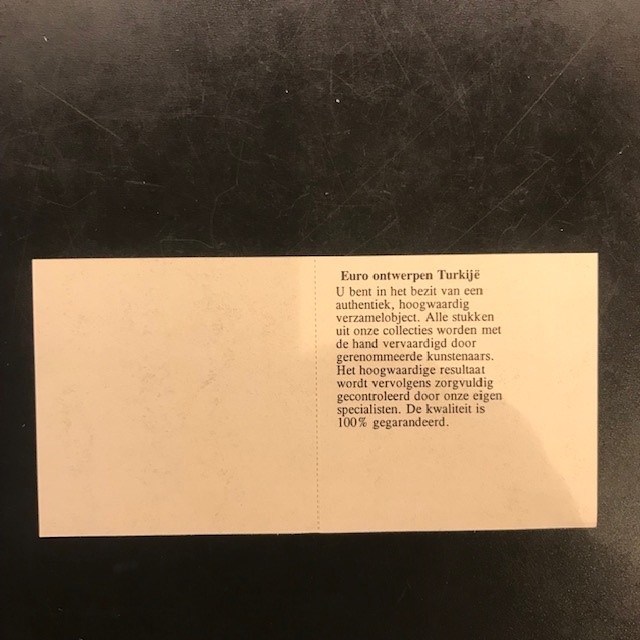 Euro ontwerpen Turkijë
U bent in het bezit van een
authentiek, hoogwaardig
verzamelobject. Alle stukken
uit onze collecties worden met
de hand vervaardigd door
gerenommeerde kunstenaars.
Het hoogwaardige resultaat
wordt vervolgens zorgvuldig
gecontroleerd door onze eigen
specialisten. De kwaliteit is
100% gegarandeerd.